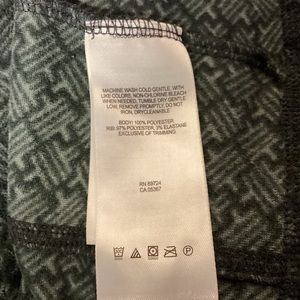 MACHINE WASH COLD GENTLE, WITH
LIKE COLORS, NON-CHLORINE BLEACH
WHEN NEEDED, TUMBLE DRY GENTLE
LOW, REMOVE PROMPTLY, DO NOT
IRON, DRYCLEANABLE
BODY: 100% POLYESTER
RIB: 97% POLYESTER, 3% ELASTANE
EXCLUSIVE OF TRIMMING
RN 69724
CA 05367